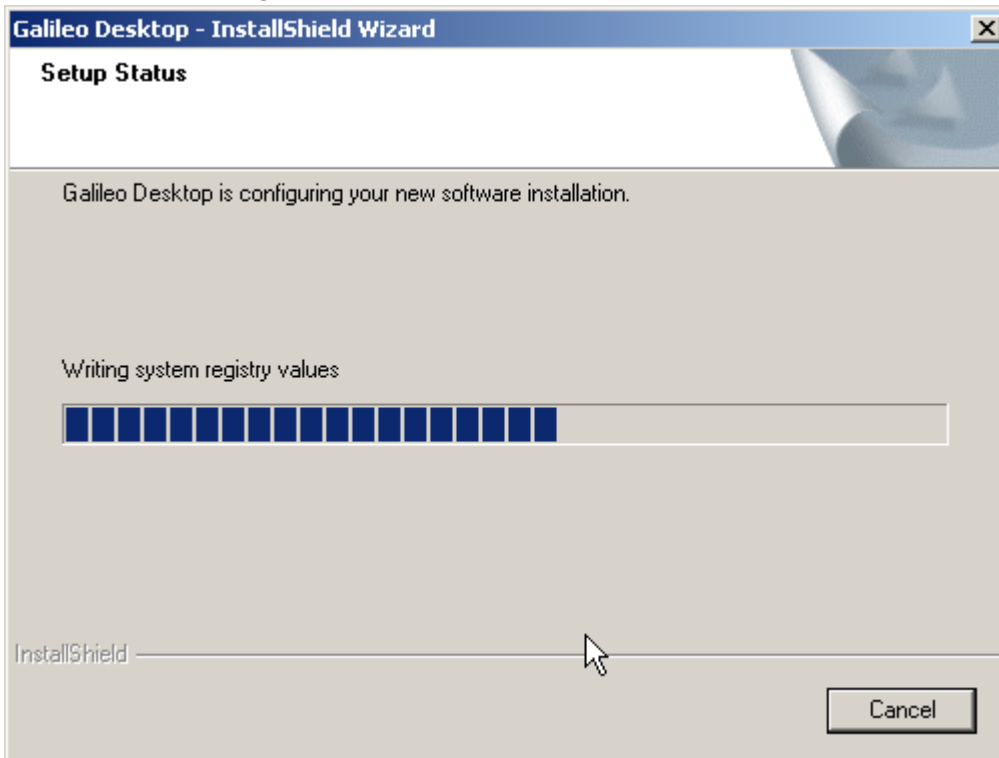 Galileo Desktop - InstallShield Wizard
Setup Status
Galileo Desktop is configuring your new software installation.
Writing system registry values
InstallShield
Cancel